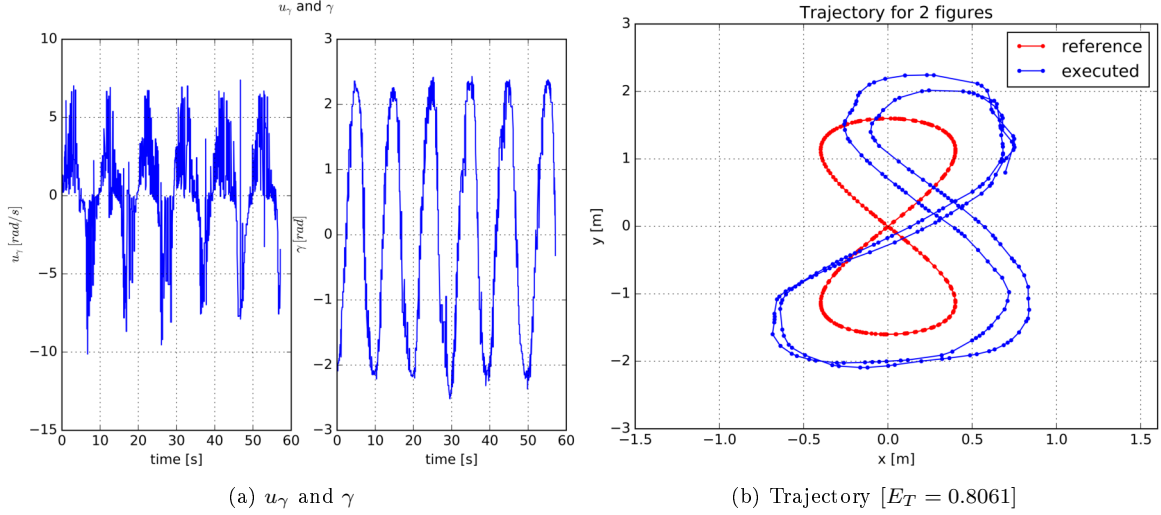 u_γ and γ
10
5
0
−5
−10
−15
u_γ [rad/s]
0 10 20 30 40 50 60
time [s]
3
2
1
0
−1
−2
−3
γ [rad]
0 10 20 30 40 50 60
time [s]
(a) u_γ and γ
Trajectory for 2 figures
reference
executed
3
2
1
0
−1
−2
−3
y [m]
−1.5 −1.0 −0.5 0.0 0.5 1.0 1.5
x [m]
(b) Trajectory [E_T = 0.8061]